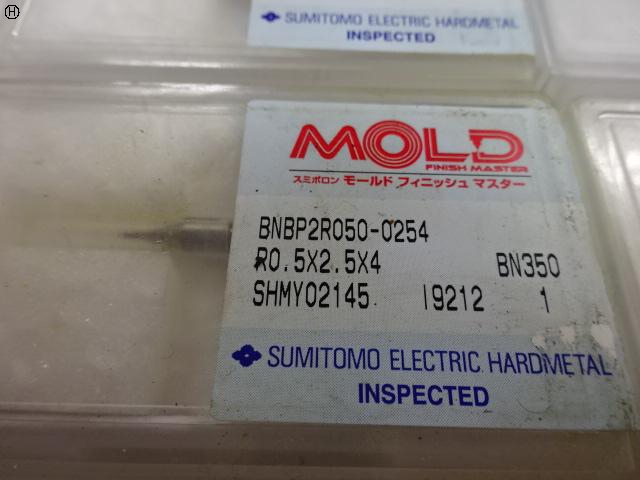 H
SUMITOMO ELECTRIC HARDMETAL
INSPECTED
MOLD
FINISH MASTER
スミボロン モールド フィニッシュ マスター
BNBP2R050-0254
R0.5X2.5X4 BN350
SHMY02145 I9212 1
SUMITOMO ELECTRIC HARDMETAL
INSPECTED